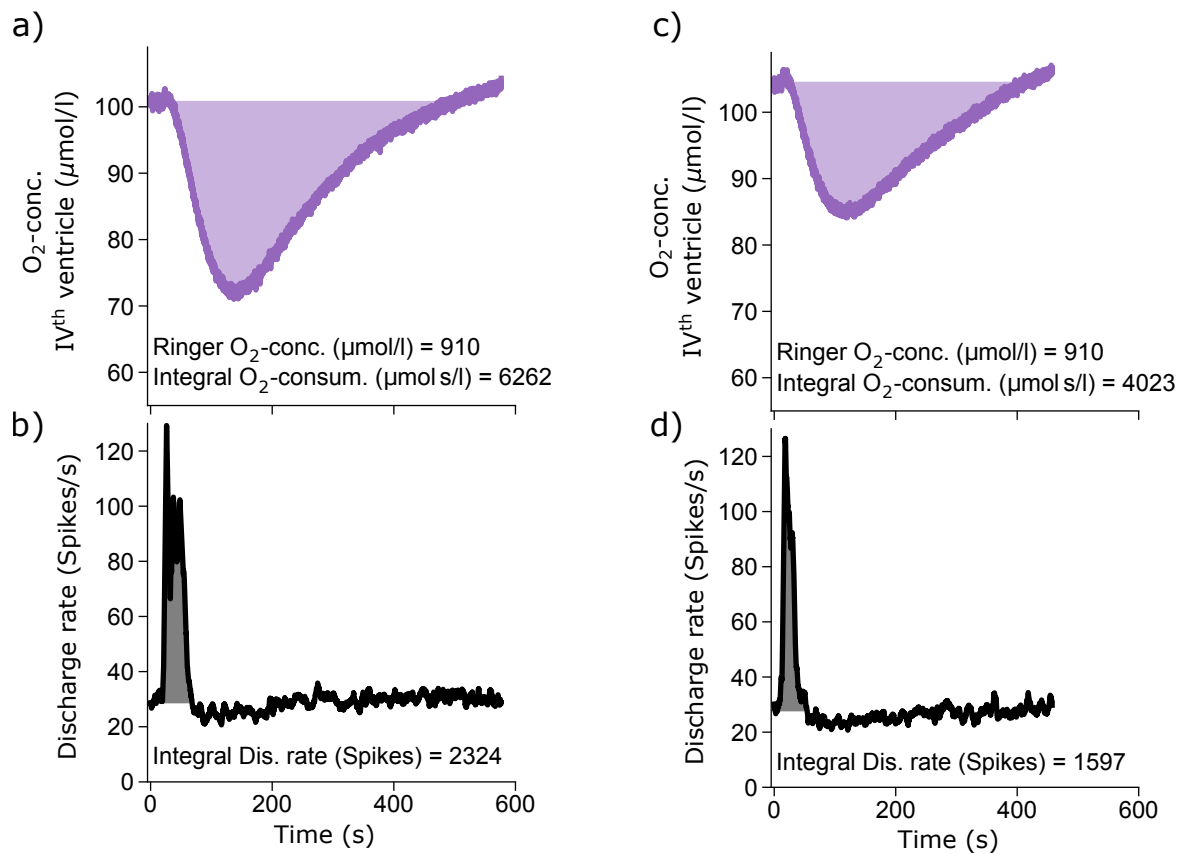 a)
O2-conc.
IVth ventricle (µmol/l)
100
90
80
70
60
Ringer O2-conc. (µmol/l) = 910
Integral O2-consum. (µmol s/l) = 6262
b)
Discharge rate (Spikes/s)
120
100
80
60
40
20
0
Integral Dis. rate (Spikes) = 2324
0 200 400 600
Time (s)
c)
O2-conc.
IVth ventricle (µmol/l)
100
90
80
70
60
Ringer O2-conc. (µmol/l) = 910
Integral O2-consum. (µmol s/l) = 4023
d)
Discharge rate (Spikes/s)
120
100
80
60
40
20
0
Integral Dis. rate (Spikes) = 1597
0 200 400 600
Time (s)